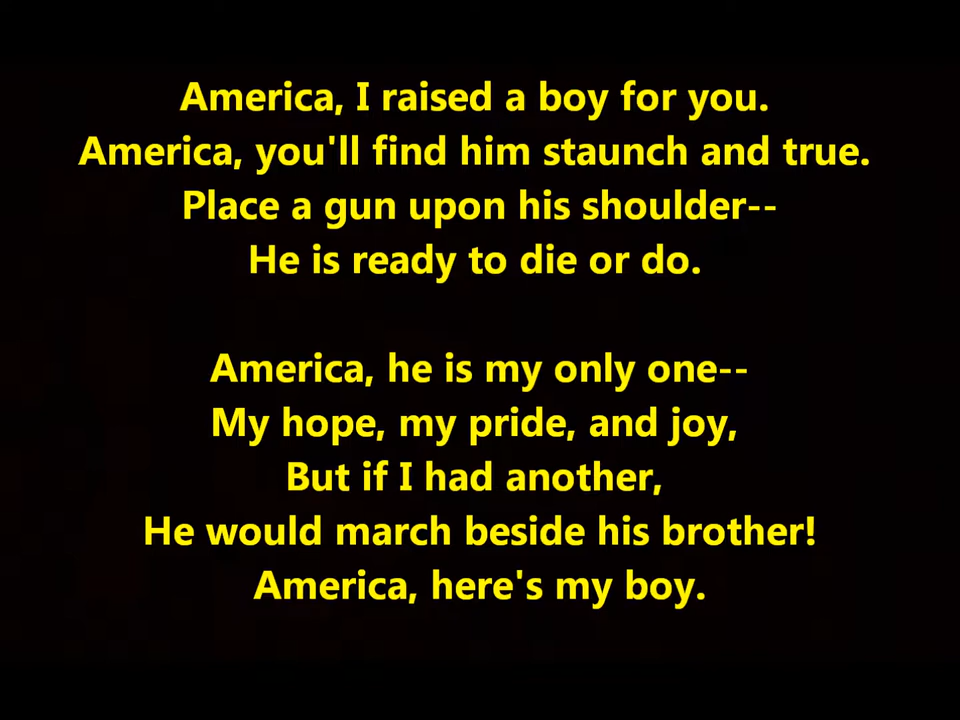 America, I raised a boy for you.
America, you'll find him staunch and true.
Place a gun upon his shoulder--
He is ready to die or do.
America, he is my only one--
My hope, my pride, and joy,
But if I had another,
He would march beside his brother!
America, here's my boy.